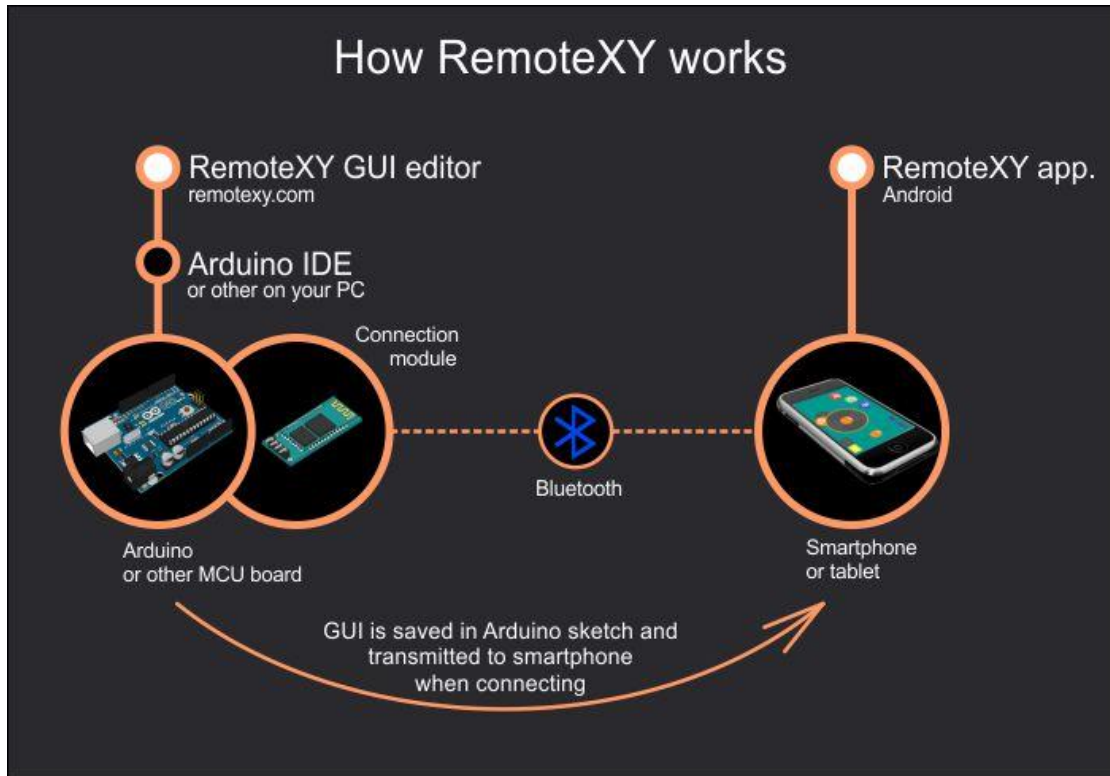 How RemoteXY works
RemoteXY GUI editor
remotexy.com
Arduino IDE
or other on your PC
Connection
module
Arduino
or other MCU board
Bluetooth
RemoteXY app.
Android
Smartphone
or tablet
GUI is saved in Arduino sketch and
transmitted to smartphone
when connecting